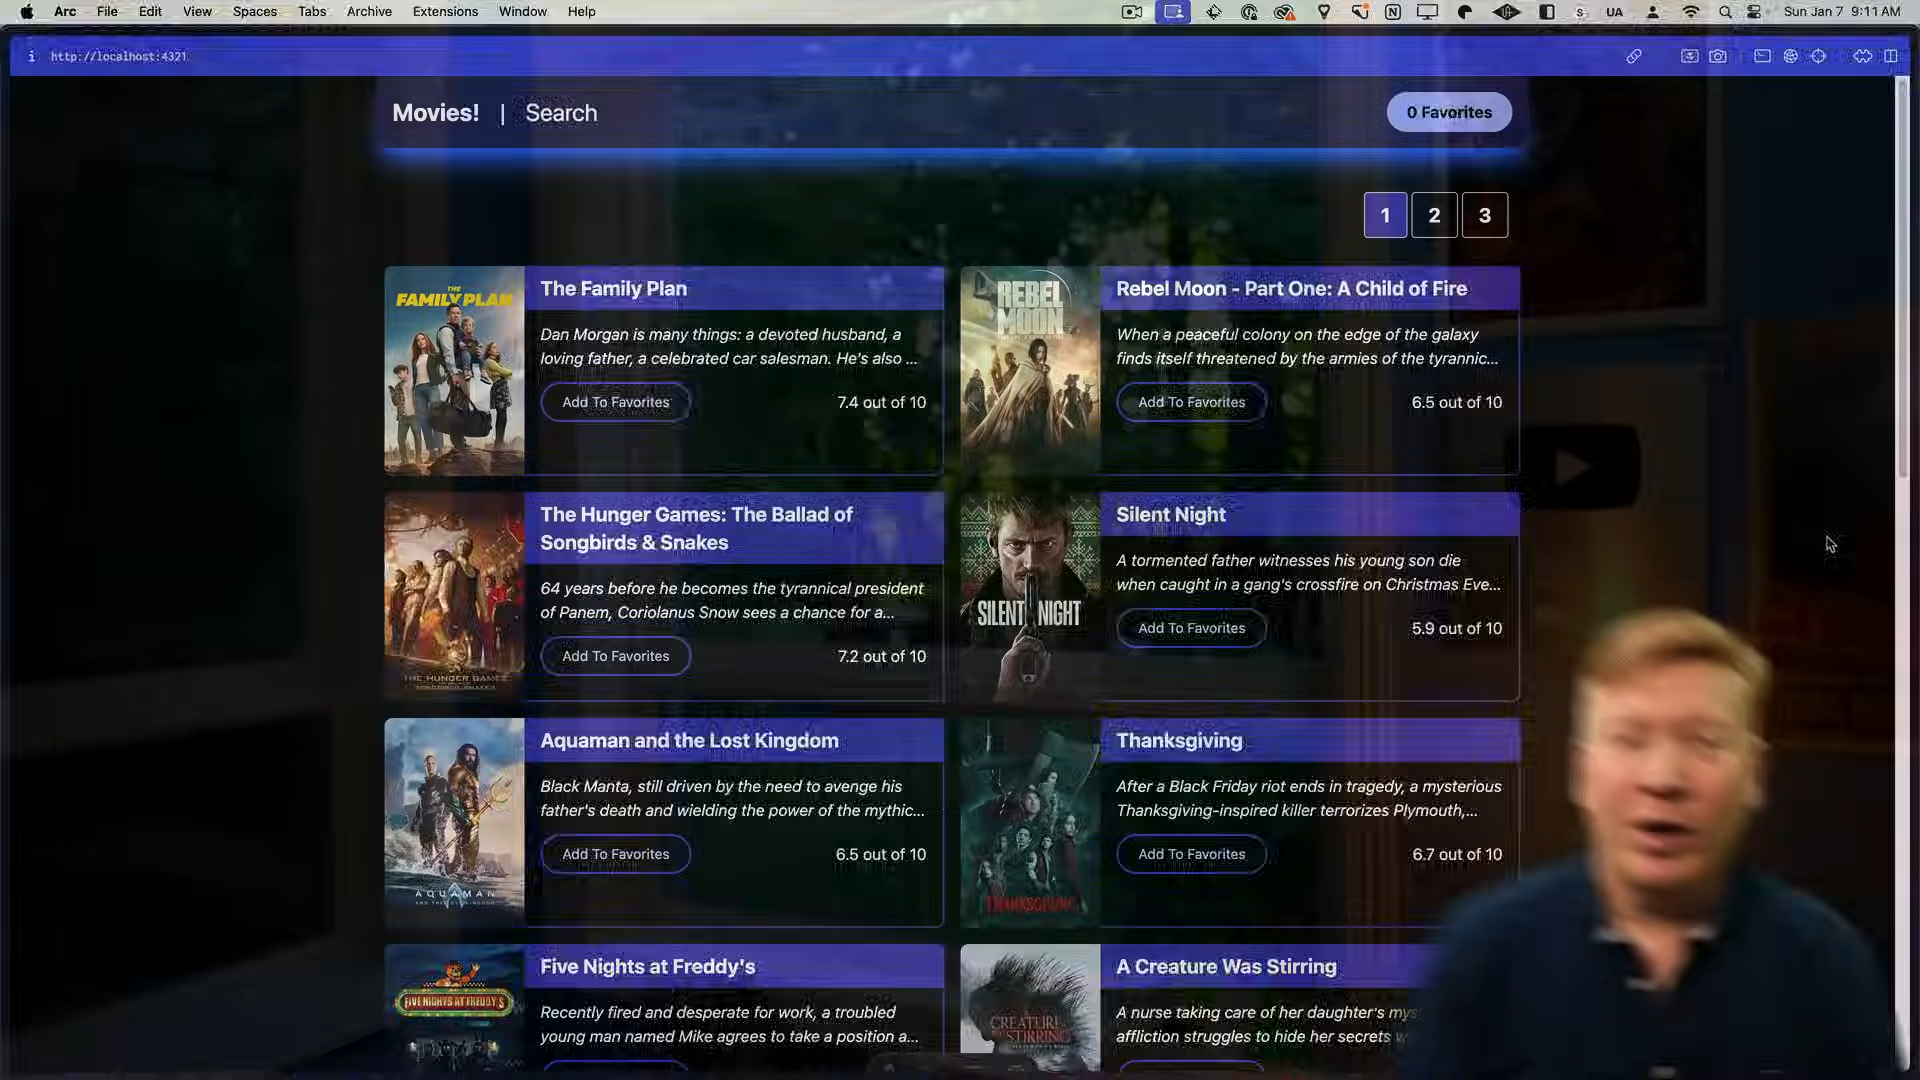 Arc File Edit View Spaces Tabs Archive Extensions Window Help UA Sun Jan 7 9:11 AM
http://localhost:4321
Movies! | Search 0 Favorites
1 2 3
THE
FAMILY PLAN
The Family Plan
Dan Morgan is many things: a devoted husband, a
loving father, a celebrated car salesman. He's also ...
Add To Favorites 7.4 out of 10
REBEL
MOON
Rebel Moon - Part One: A Child of Fire
When a peaceful colony on the edge of the galaxy
finds itself threatened by the armies of the tyrannic...
Add To Favorites 6.5 out of 10
THE HUNGER GAMES
The Hunger Games: The Ballad of
Songbirds & Snakes
64 years before he becomes the tyrannical president
of Panem, Coriolanus Snow sees a chance for a...
Add To Favorites 7.2 out of 10
SILENT NIGHT
Silent Night
A tormented father witnesses his young son die
when caught in a gang's crossfire on Christmas Eve...
Add To Favorites 5.9 out of 10
AQUAMAN
Aquaman and the Lost Kingdom
Black Manta, still driven by the need to avenge his
father's death and wielding the power of the mythic...
Add To Favorites 6.5 out of 10
THANKSGIVING
Thanksgiving
After a Black Friday riot ends in tragedy, a mysterious
Thanksgiving-inspired killer terrorizes Plymouth,...
Add To Favorites 6.7 out of 10
FIVE NIGHTS AT FREDDY'S
Five Nights at Freddy's
Recently fired and desperate for work, a troubled
young man named Mike agrees to take a position a...
CREATURE
STIRRING
A Creature Was Stirring
A nurse taking care of her daughter's mys
affliction struggles to hide her secrets